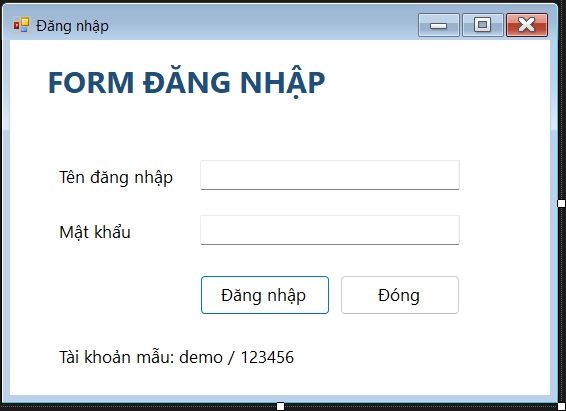 Đăng nhập
FORM ĐĂNG NHẬP
Tên đăng nhập
Mật khẩu
Đăng nhập Đóng
Tài khoản mẫu: demo / 123456